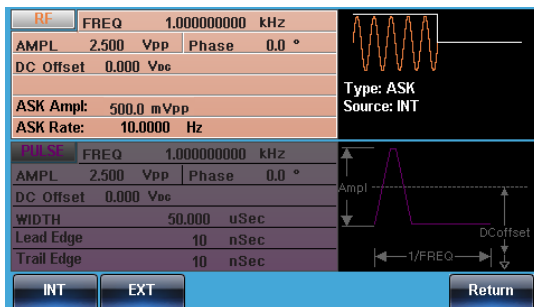 RF FREQ 1.000000000 kHz
AMPL 2.500 Vpp Phase 0.0 °
DC Offset 0.000 VDC
ASK Ampl: 500.0 mVpp
ASK Rate: 10.0000 Hz
Type: ASK
Source: INT
PULSE FREQ 1.000000000 kHz
AMPL 2.500 Vpp Phase 0.0 °
DC Offset 0.000 VDC
WIDTH 50.000 uSec
Lead Edge 10 nSec
Trail Edge 10 nSec
Ampl
DCoffset
1/FREQ
INT EXT Return